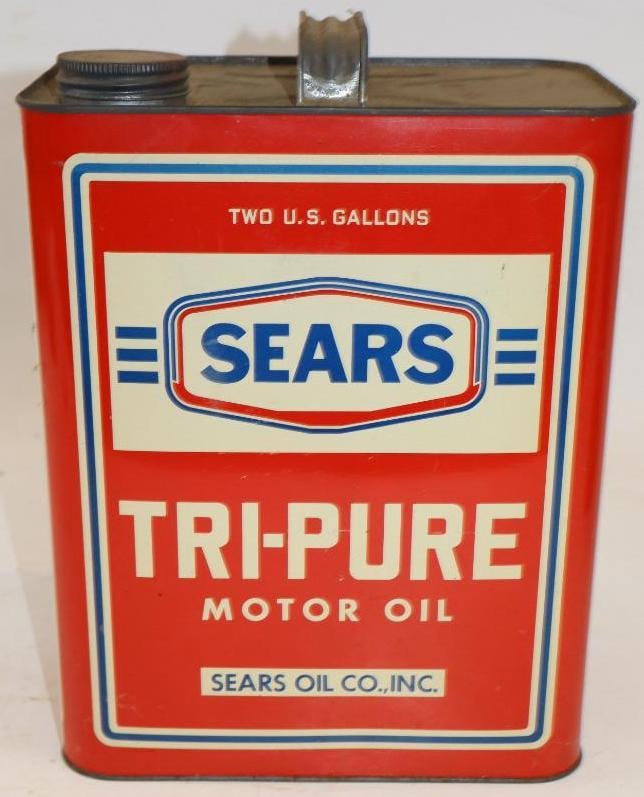 TWO U.S. GALLONS
SEARS
TRI-PURE
MOTOR OIL
SEARS OIL CO.,INC.